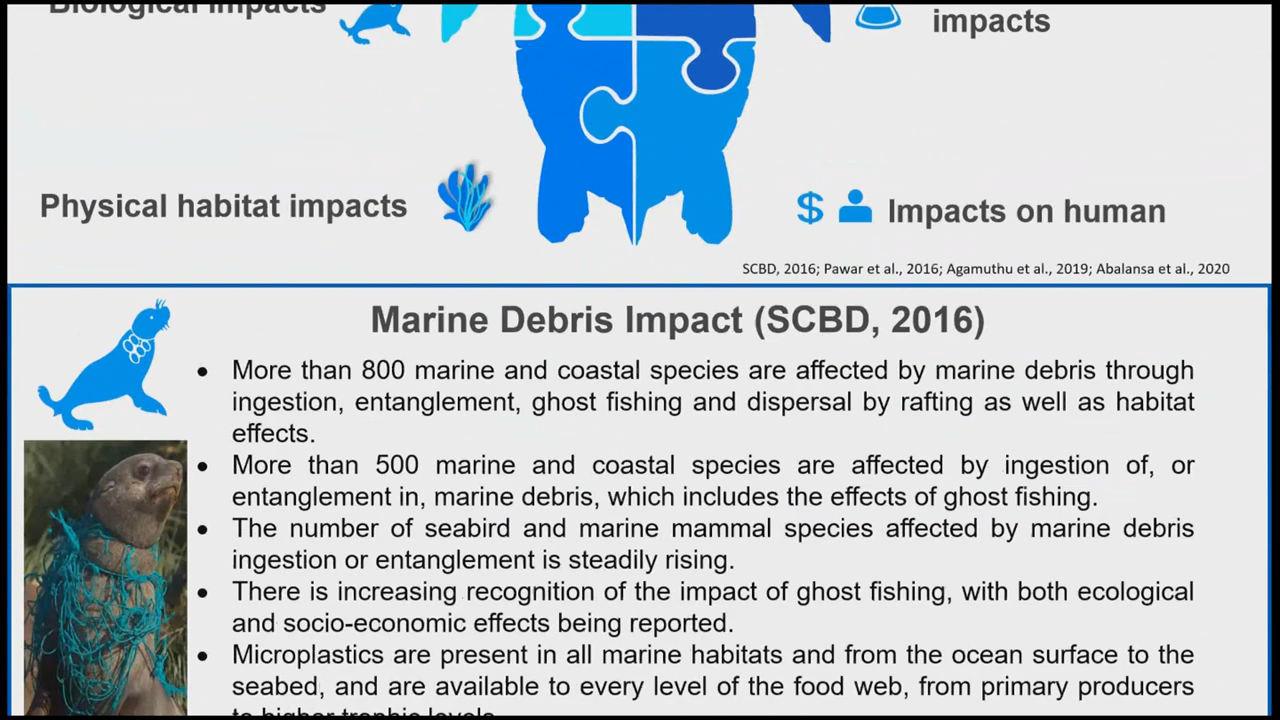 Biological impacts
impacts
Physical habitat impacts
$ Impacts on human
SCBD, 2016; Pawar et al., 2016; Agamuthu et al., 2019; Abalansa et al., 2020
Marine Debris Impact (SCBD, 2016)
• More than 800 marine and coastal species are affected by marine debris through
ingestion, entanglement, ghost fishing and dispersal by rafting as well as habitat
effects.
• More than 500 marine and coastal species are affected by ingestion of, or
entanglement in, marine debris, which includes the effects of ghost fishing.
• The number of seabird and marine mammal species affected by marine debris
ingestion or entanglement is steadily rising.
• There is increasing recognition of the impact of ghost fishing, with both ecological
and socio-economic effects being reported.
• Microplastics are present in all marine habitats and from the ocean surface to the
seabed, and are available to every level of the food web, from primary producers
to higher trophic levels.